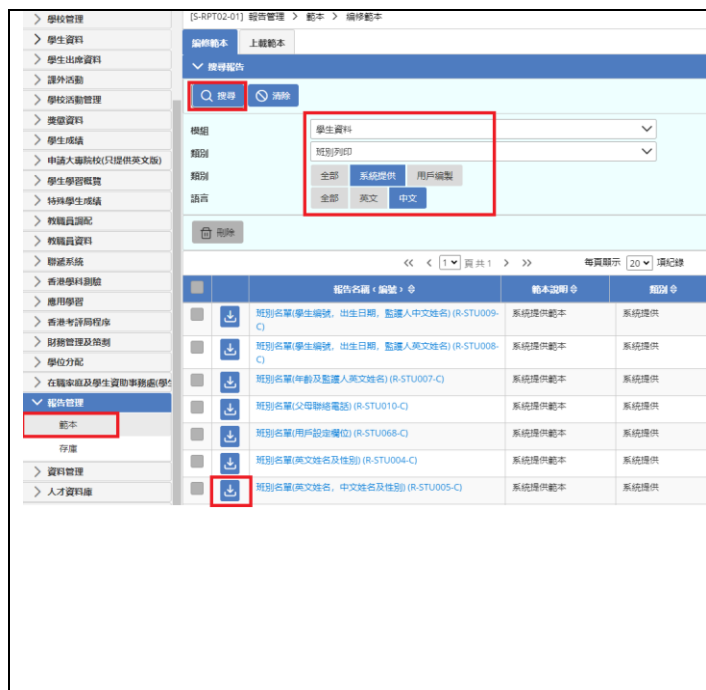 學校管理
學生資料
學生出席資料
課外活動
學校活動管理
獎懲資料
學生成績
申請大專院校(只提供英文版)
學生學習概覽
特殊學生成績
教職員調配
教職員資料
聯遞系統
香港學科測驗
應用學習
香港考評局程序
財務管理及策劃
學位分配
在職家庭及學生資助事務處(學生
報告管理
範本
存庫
資料管理
人才資料庫
[S-RPT02-01] 報告管理 > 範本 > 編修範本
編修範本 上載範本
搜尋報告
搜尋 清除
模組 學生資料
類別 班別列印
類別 全部 系統提供 用戶編製
語言 全部 英文 中文
刪除
<< < 1 頁共 1 > >> 每頁顯示 20 項紀錄
報告名稱 ( 編號 ) 範本說明 類別
班別名單(學生編號, 出生日期, 監護人中文姓名) (R-STU009-
C) 系統提供範本 系統提供
班別名單(學生編號, 出生日期, 監護人英文姓名) (R-STU008-
C) 系統提供範本 系統提供
班別名單(年齡及監護人英文姓名) (R-STU007-C) 系統提供範本 系統提供
班別名單(父母聯絡電話) (R-STU010-C) 系統提供範本 系統提供
班別名單(用戶設定欄位) (R-STU068-C) 系統提供範本 系統提供
班別名單(英文姓名及性別) (R-STU004-C) 系統提供範本 系統提供
班別名單(英文姓名, 中文姓名及性別) (R-STU005-C) 系統提供範本 系統提供